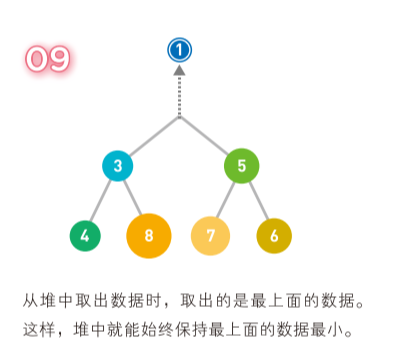 09
1
3 5
4 8 7 6
从堆中取出数据时，取出的是最上面的数据。
这样，堆中就能始终保持最上面的数据最小。